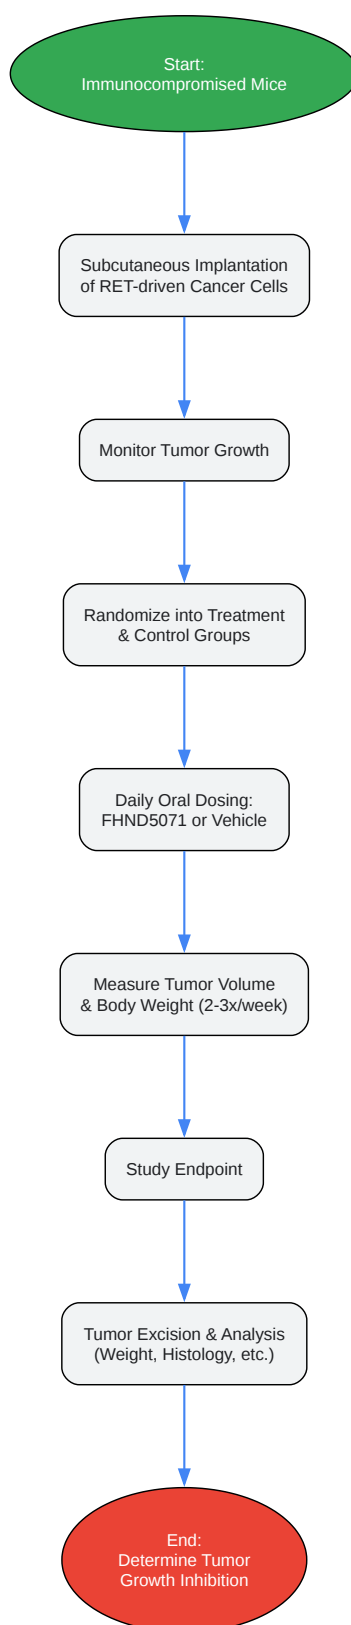 Start:
Immunocompromised Mice
Subcutaneous Implantation
of RET-driven Cancer Cells
Monitor Tumor Growth
Randomize into Treatment
& Control Groups
Daily Oral Dosing:
FHND5071 or Vehicle
Measure Tumor Volume
& Body Weight (2-3x/week)
Study Endpoint
Tumor Excision & Analysis
(Weight, Histology, etc.)
End:
Determine Tumor
Growth Inhibition